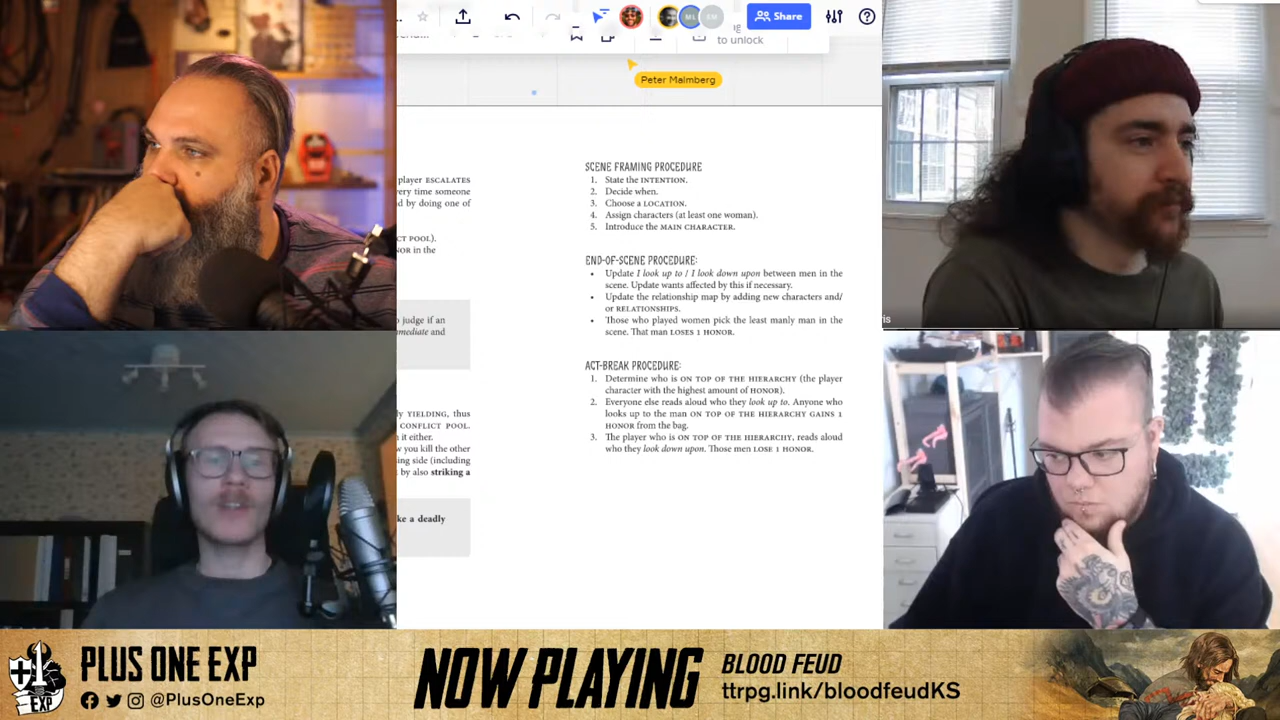 Share
to unlock
Peter Malmberg
player ESCALATES
very time someone
d by doing one of
CT POOL).
NOR in the
o judge if an
mediate and
ly YIELDING, thus
CONFLICT POOL.
n it either.
w you kill the other
sing side (including
by also striking a
ke a deadly
SCENE FRAMING PROCEDURE
1. State the INTENTION.
2. Decide when.
3. Choose a LOCATION.
4. Assign characters (at least one woman).
5. Introduce the MAIN CHARACTER.
END-OF-SCENE PROCEDURE:
• Update I look up to / I look down upon between men in the
scene. Update wants affected by this if necessary.
• Update the relationship map by adding new characters and/
or RELATIONSHIPS.
• Those who played women pick the least manly man in the
scene. That man LOSES 1 HONOR.
ACT-BREAK PROCEDURE:
1. Determine who is ON TOP OF THE HIERARCHY (the player
character with the highest amount of HONOR).
2. Everyone else reads aloud who they look up to. Anyone who
looks up to the man ON TOP OF THE HIERARCHY GAINS 1
HONOR from the bag.
3. The player who is ON TOP OF THE HIERARCHY, reads aloud
who they look down upon. Those men LOSE 1 HONOR.
is
EXP
PLUS ONE EXP
@PlusOneExp
NOW PLAYING
BLOOD FEUD
ttrpg.link/bloodfeudKS